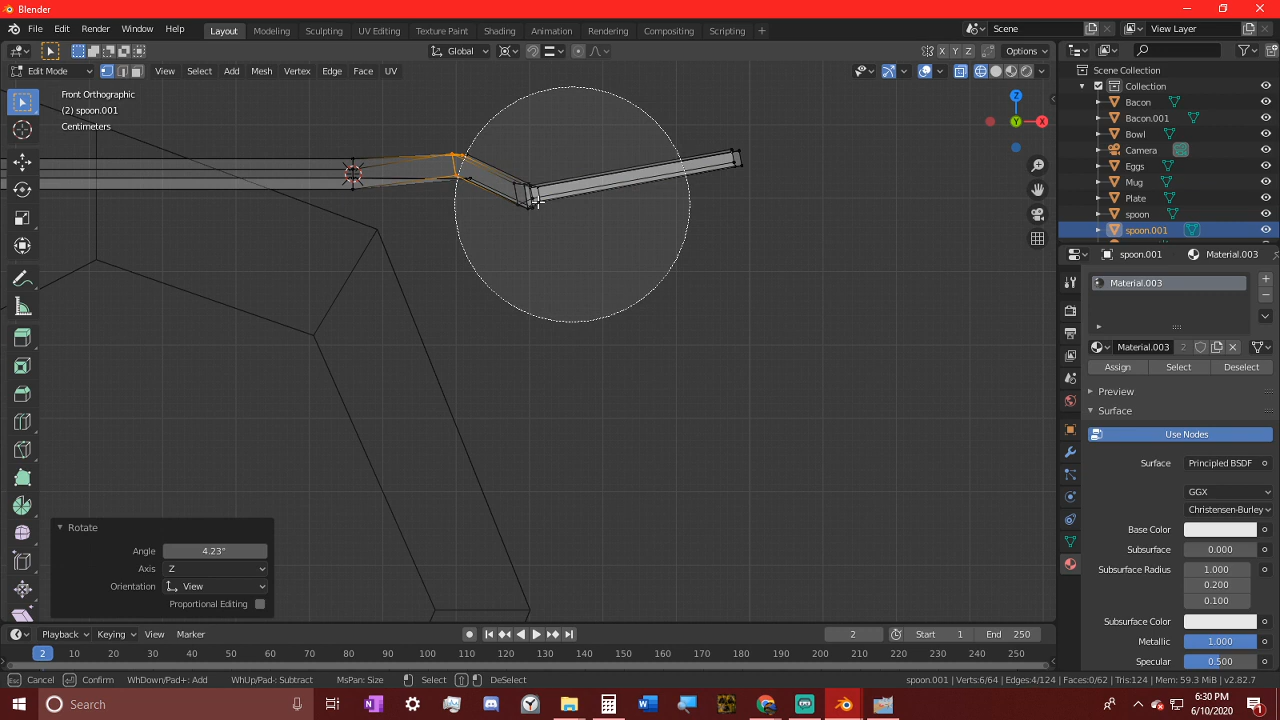 Blender
File Edit Render Window Help
Layout Modeling Sculpting UV Editing Texture Paint Shading Animation Rendering Compositing Scripting +
Scene
View Layer
Global
X Y Z
Options
Edit Mode
View Select Add Mesh Vertex Edge Face UV
Front Orthographic
(2) spoon.001
Centimeters
Z
Y
X
Scene Collection
Collection
Bacon
Bacon.001
Bowl
Camera
Eggs
Mug
Plate
spoon
spoon.001
spoon.001
Material.003
Material.003
Material.003
2
Assign
Select
Deselect
Preview
Surface
Use Nodes
Surface
Principled BSDF
GGX
Christensen-Burley
Base Color
Subsurface
0.000
Subsurface Radius
1.000
0.200
0.100
Subsurface Color
Metallic
1.000
Specular
0.500
Rotate
Angle
4.23°
Axis
Z
Orientation
View
Proportional Editing
Playback
Keying
View
Marker
2
Start
1
End
250
2
10 20 30 40 50 60 70 80 90 100 110 120 130 140 150 160 170 180 190 200 210 220 230 240 250
Cancel
Confirm
WhDown/Pad+: Add
WhUp/Pad-: Subtract
MsPan: Size
Select
DeSelect
spoon.001 | Verts:6/64 | Edges:4/124 | Faces:0/62 | Tris:124 | Mem: 59.3 MiB | v2.82.7
Search
6:30 PM
6/10/2020